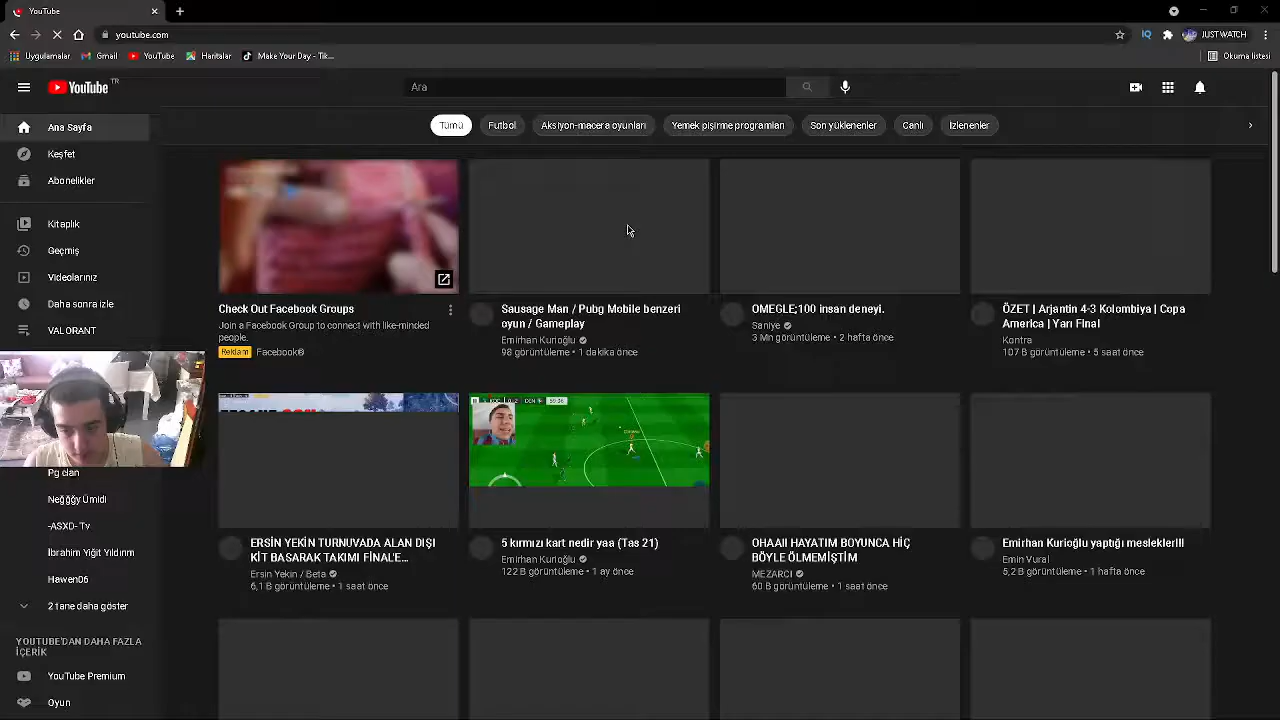 YouTube
youtube.com
JUST WATCH
Uygulamalar
Gmail
YouTube
Haritalar
Make Your Day - Tik...
Okuma listesi
YouTube TR
Ara
Ana Sayfa
Keşfet
Abonelikler
Kitaplık
Geçmiş
Videolarınız
Daha sonra izle
VALORANT
Pg clan
Neğğğy Ümidi
-ASXD- Tv
İbrahim Yiğit Yıldırım
Hawen06
2 tane daha göster
YOUTUBE'DAN DAHA FAZLA
İÇERİK
YouTube Premium
Oyun
Tümü
Futbol
Aksiyon-macera oyunları
Yemek pişirme programları
Son yüklenenler
Canlı
İzlenenler
Check Out Facebook Groups
Join a Facebook Group to connect with like-minded
people.
Reklam Facebook®
Sausage Man / Pubg Mobile benzeri
oyun / Gameplay
Emirhan Kurioğlu
98 görüntüleme • 1 dakika önce
OMEGLE;100 insan deneyi.
Saniye
3 Mn görüntüleme • 2 hafta önce
ÖZET | Arjantin 4-3 Kolombiya | Copa
America | Yarı Final
Kontra
107 B görüntüleme • 5 saat önce
ERSİN YEKİN TURNUVADA ALAN DIŞI
KİT BASARAK TAKIMI FİNAL'E...
Ersin Yekin / Beta
6,1 B görüntüleme • 1 saat önce
5 kırmızı kart nedir yaa (Tas 21)
Emirhan Kurioğlu
122 B görüntüleme • 1 ay önce
OHAAII HAYATIM BOYUNCA HİÇ
BÖYLE ÖLMEMİŞTİM
MEZARCI
60 B görüntüleme • 1 saat önce
Emirhan Kurioğlu yaptığı meslekler!!!
Emin Vural
5,2 B görüntüleme • 1 hafta önce